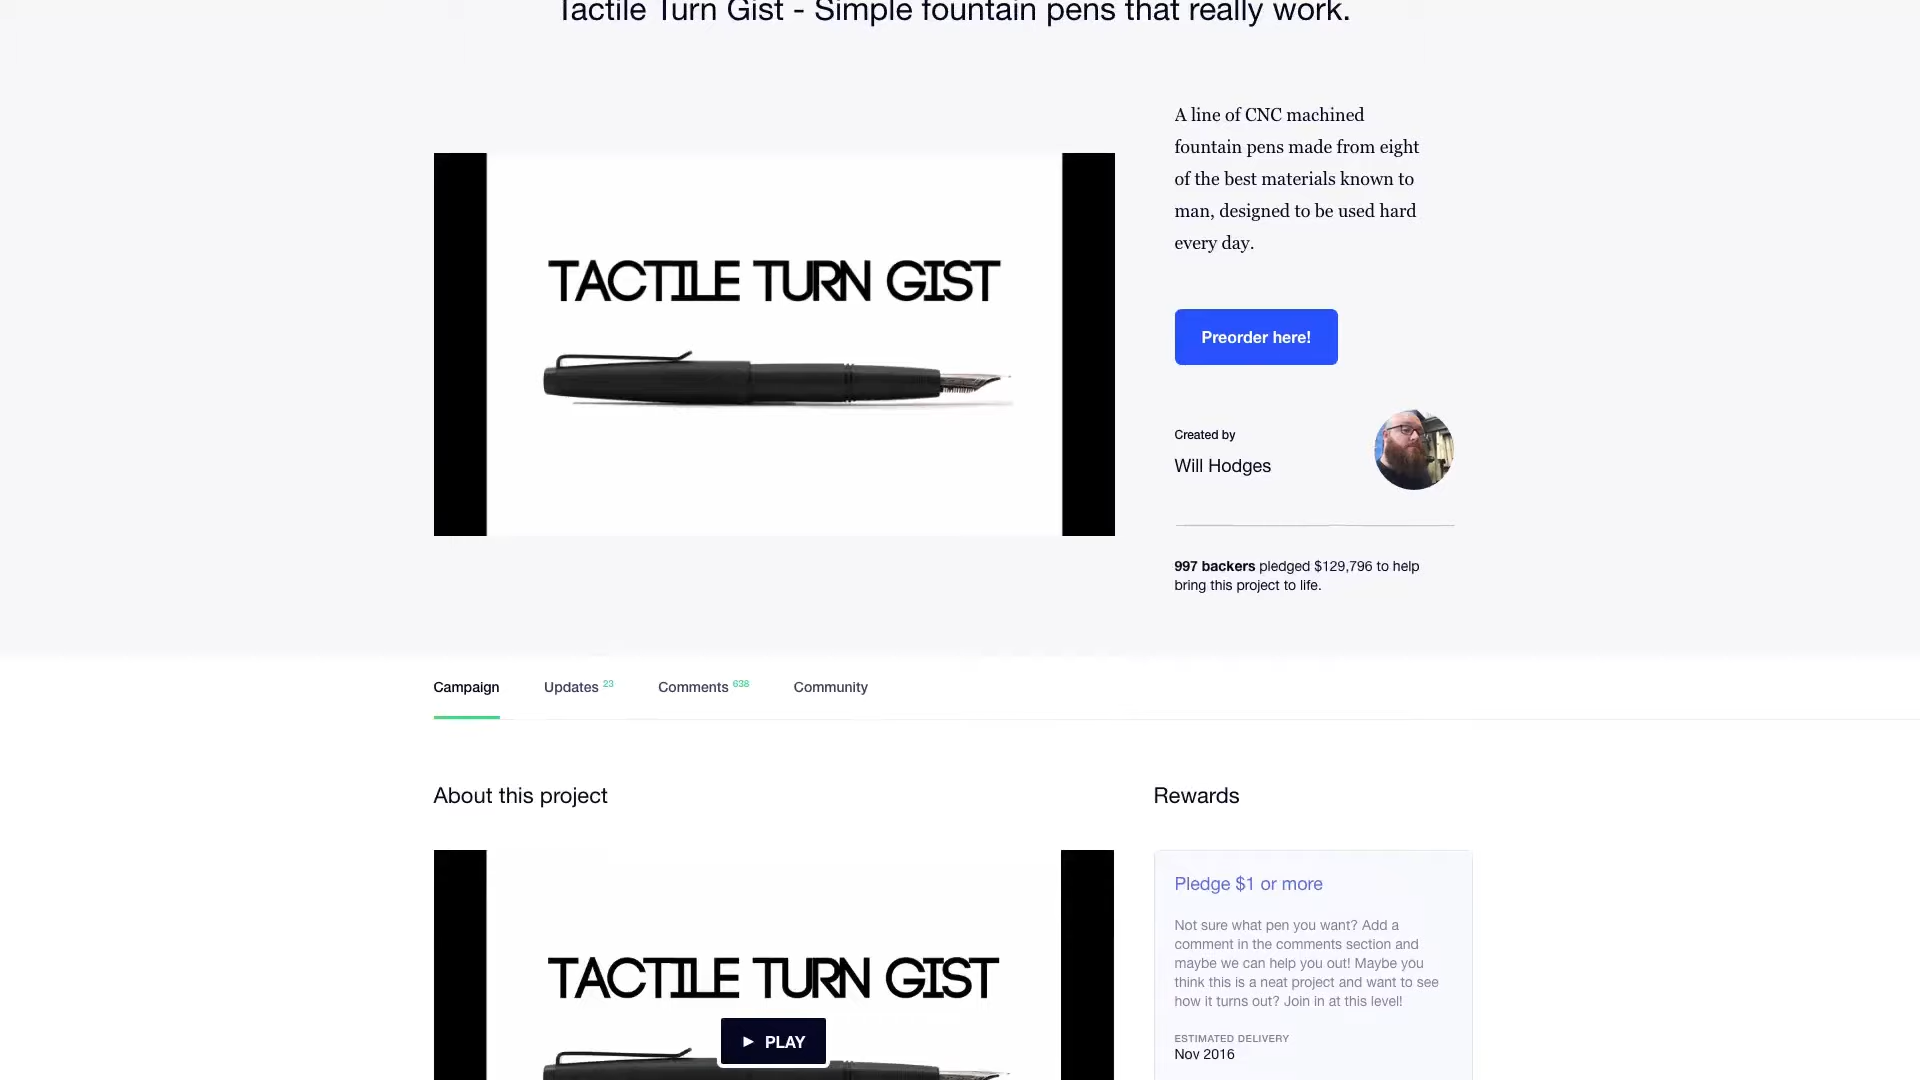 Tactile Turn Gist - Simple fountain pens that really work.
A line of CNC machined
fountain pens made from eight
of the best materials known to
man, designed to be used hard
every day.
TACTILE TURN GIST
Preorder here!
Created by
Will Hodges
997 backers pledged $129,796 to help
bring this project to life.
Campaign
Updates 23
Comments 638
Community
About this project
Rewards
TACTILE TURN GIST
PLAY
Pledge $1 or more
Not sure what pen you want? Add a
comment in the comments section and
maybe we can help you out! Maybe you
think this is a neat project and want to see
how it turns out? Join in at this level!
ESTIMATED DELIVERY
Nov 2016